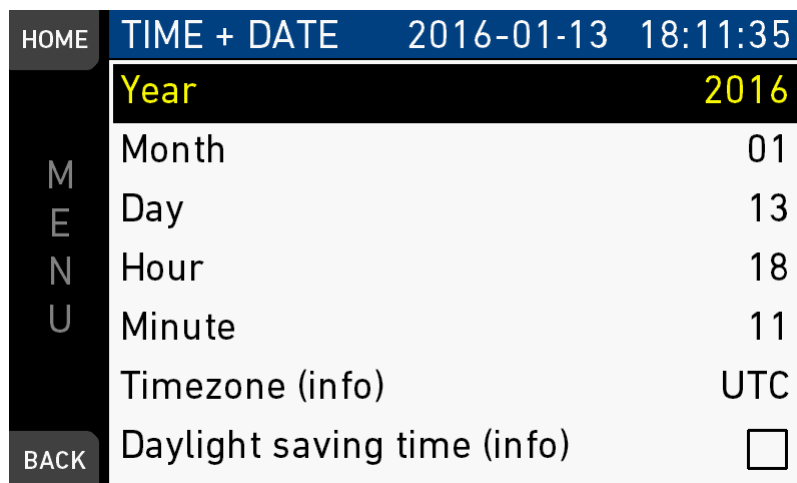 HOME TIME + DATE 2016-01-13 18:11:35
Year 2016
Month 01
Day 13
Hour 18
Minute 11
Timezone (info) UTC
Daylight saving time (info)
MENU
BACK